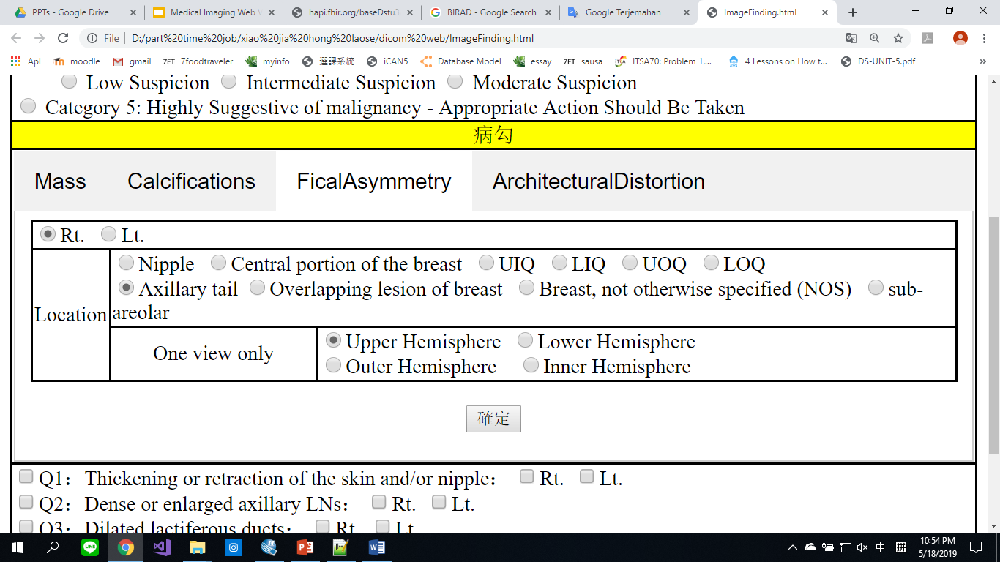 PPTs - Google Drive
Medical Imaging Web V
hapi.fhir.org/baseDstu3
BIRAD - Google Search
Google Terjemahan
ImageFinding.html
File D:/part%20time%20job/xiao%20jia%20hong%20laose/dicom%20web/ImageFinding.html
Apl moodle gmail 7FT 7foodtraveler myinfo 選課系統 iCAN5 Database Model essay 7FT sausa ITSA ITSA70: Problem 1.... 4 Lessons on How t... DS-UNIT-5.pdf »
Low Suspicion Intermediate Suspicion Moderate Suspicion
Category 5: Highly Suggestive of malignancy - Appropriate Action Should Be Taken
病勾
Mass Calcifications FicalAsymmetry ArchitecturalDistortion
Rt. Lt.
Location
Nipple Central portion of the breast UIQ LIQ UOQ LOQ
Axillary tail Overlapping lesion of breast Breast, not otherwise specified (NOS) sub-
areolar
One view only
Upper Hemisphere Lower Hemisphere
Outer Hemisphere Inner Hemisphere
確定
Q1：Thickening or retraction of the skin and/or nipple： Rt. Lt.
Q2：Dense or enlarged axillary LNs： Rt. Lt.
Q3：Dilated lactiferous ducts： Rt. Lt.
LINE 中 拼 10:54 PM
5/18/2019